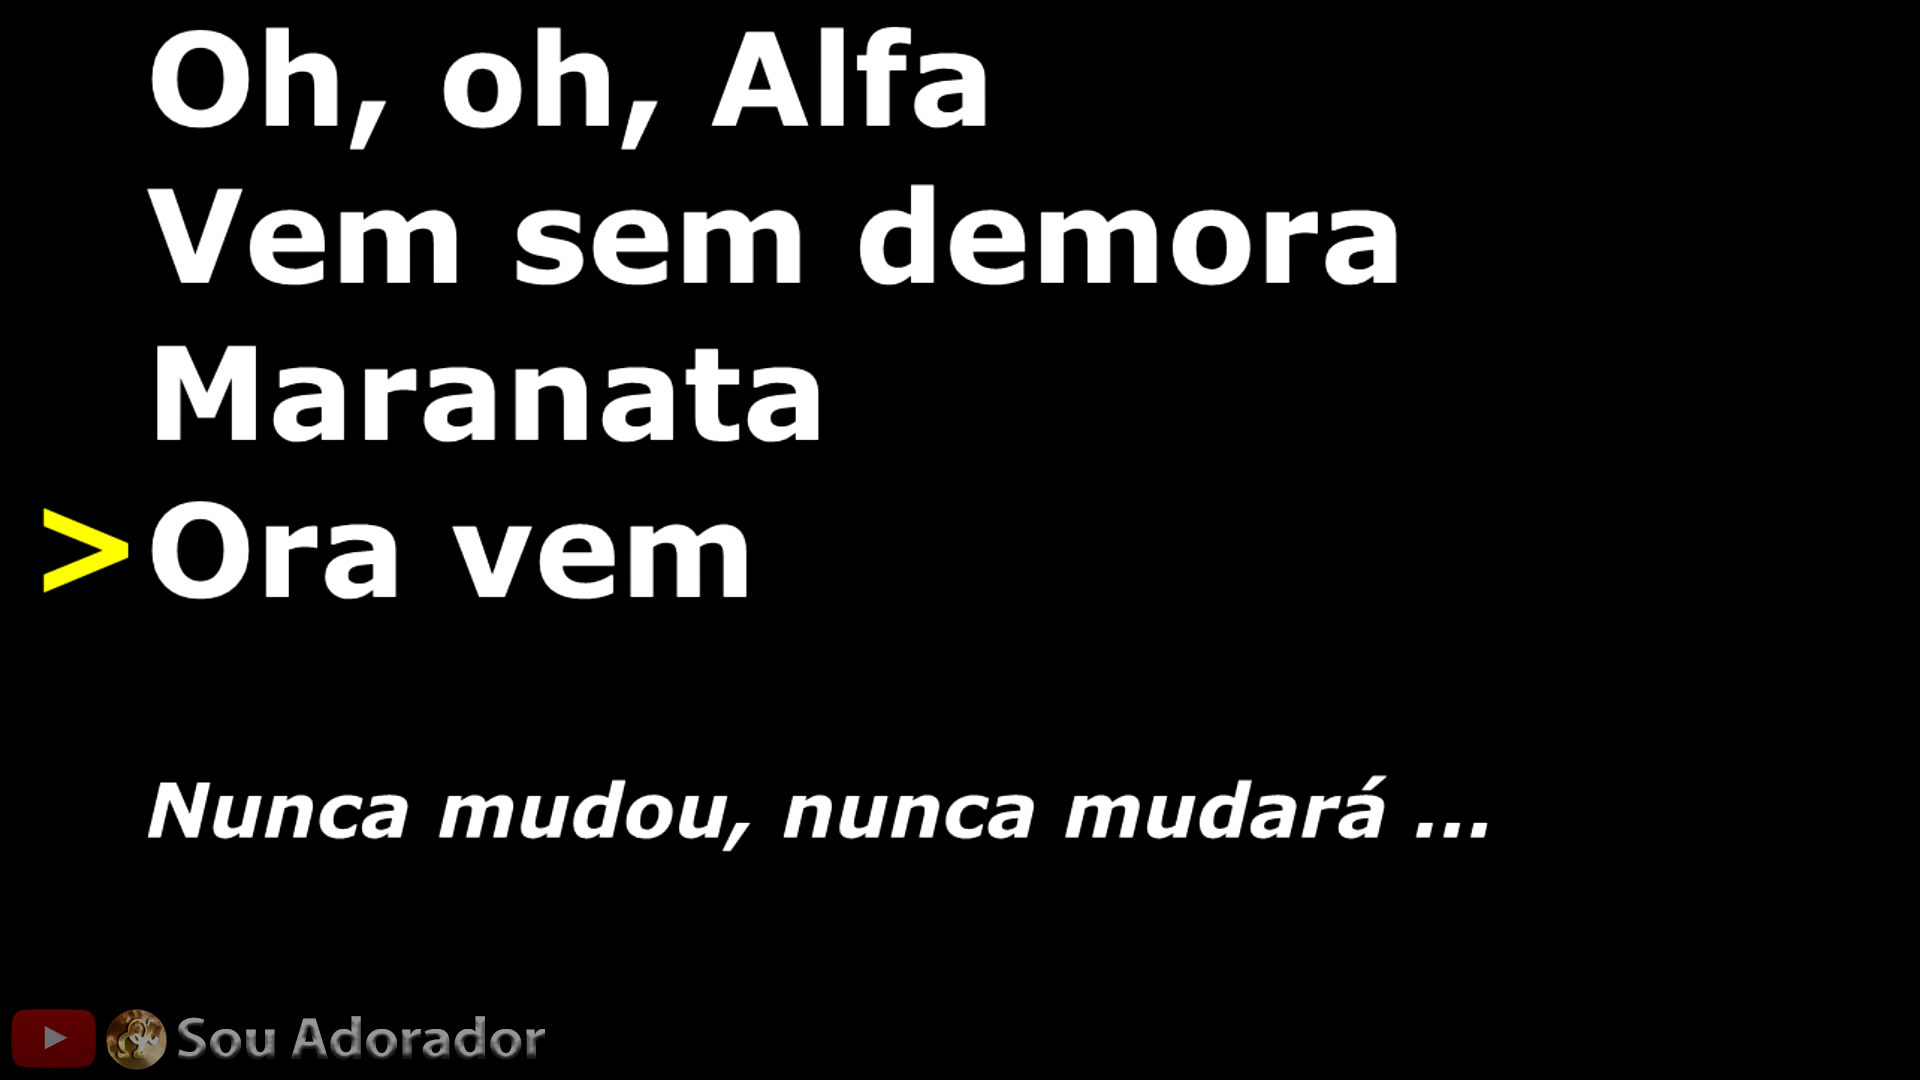 Oh, oh, Alfa
Vem sem demora
Maranata
>Ora vem
Nunca mudou, nunca mudará ...
Sou Adorador